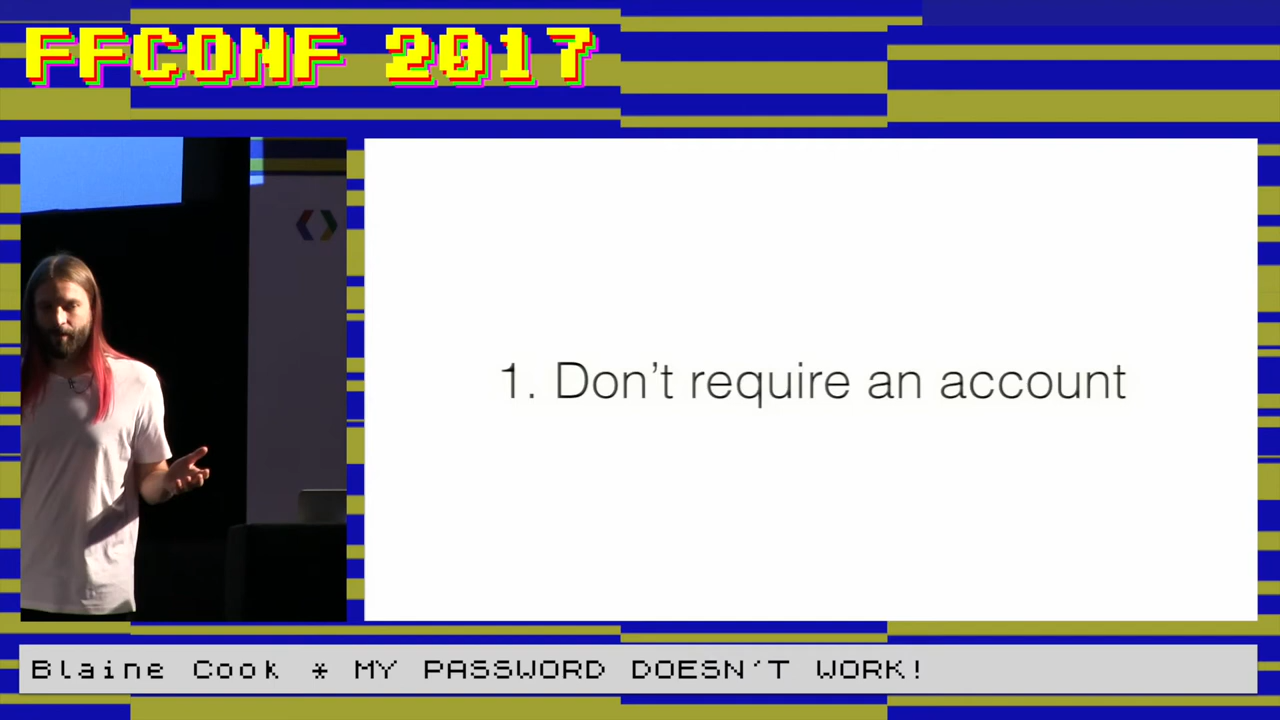 FFCONF 2017
1. Don’t require an account
Blaine Cook * MY PASSWORD DOESN'T WORK!